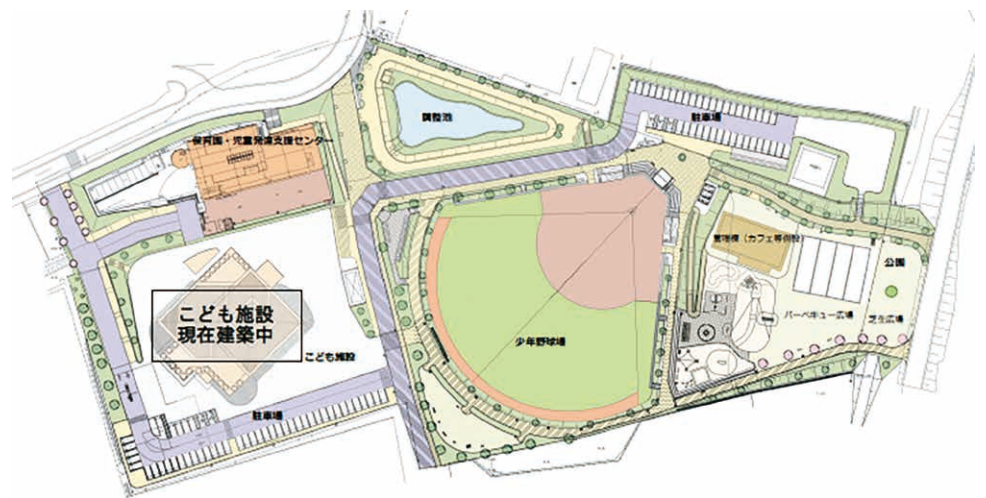 調整池
駐車場
保育園・児童発達支援センター
管理棟（カフェ等併設）
公園
こども施設
現在建築中
バーベキュー広場
芝生広場
少年野球場
こども施設
駐車場